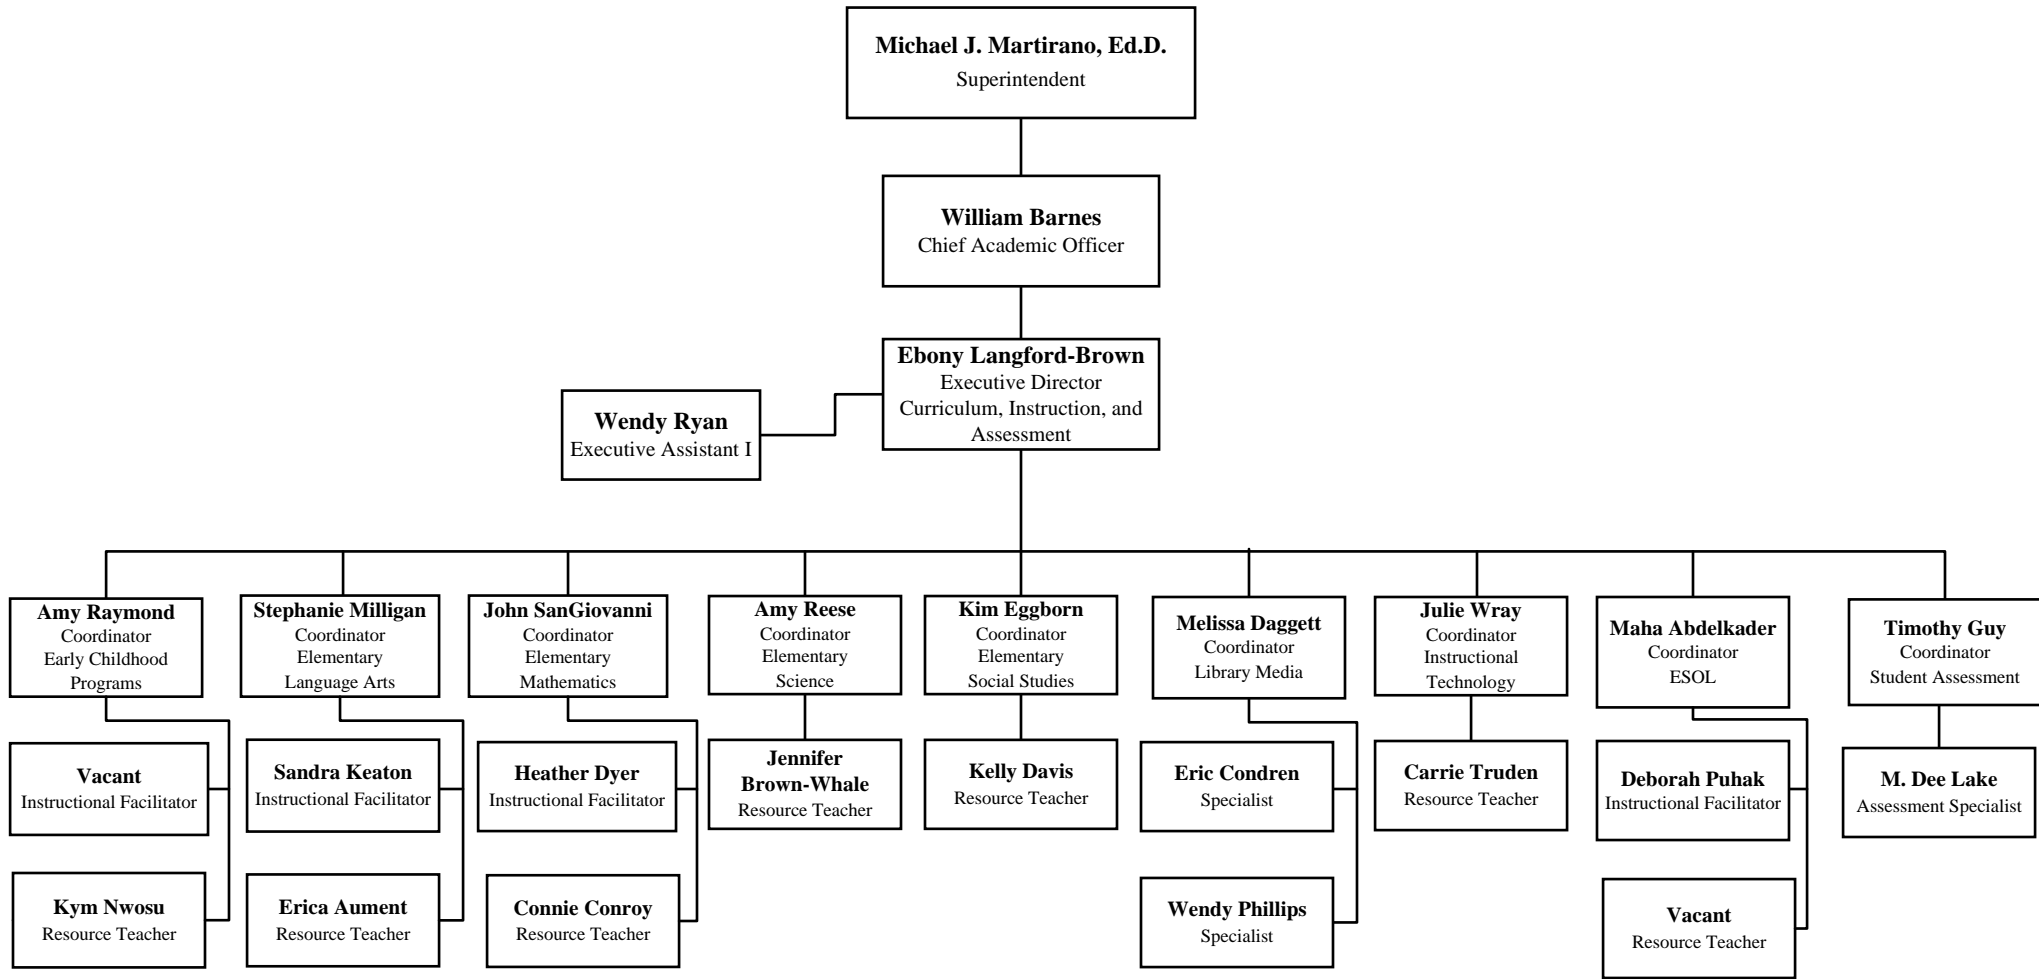 Michael J. Martirano, Ed.D.
Superintendent
William Barnes
Chief Academic Officer
Ebony Langford-Brown
Executive Director
Curriculum, Instruction, and
Assessment
Wendy Ryan
Executive Assistant I
Amy Raymond
Coordinator
Early Childhood
Programs
Stephanie Milligan
Coordinator
Elementary
Language Arts
John SanGiovanni
Coordinator
Elementary
Mathematics
Amy Reese
Coordinator
Elementary
Science
Kim Eggborn
Coordinator
Elementary
Social Studies
Melissa Daggett
Coordinator
Library Media
Julie Wray
Coordinator
Instructional
Technology
Maha Abdelkader
Coordinator
ESOL
Timothy Guy
Coordinator
Student Assessment
Vacant
Instructional Facilitator
Sandra Keaton
Instructional Facilitator
Heather Dyer
Instructional Facilitator
Jennifer
Brown-Whale
Resource Teacher
Kelly Davis
Resource Teacher
Eric Condren
Specialist
Carrie Truden
Resource Teacher
Deborah Puhak
Instructional Facilitator
M. Dee Lake
Assessment Specialist
Kym Nwosu
Resource Teacher
Erica Aument
Resource Teacher
Connie Conroy
Resource Teacher
Wendy Phillips
Specialist
Vacant
Resource Teacher